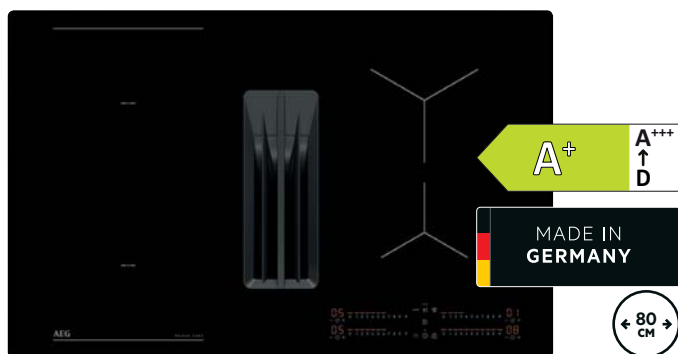 A+
A+++
↑
D
MADE IN
GERMANY
AEG
05
01
05
08
← 80 →
CM